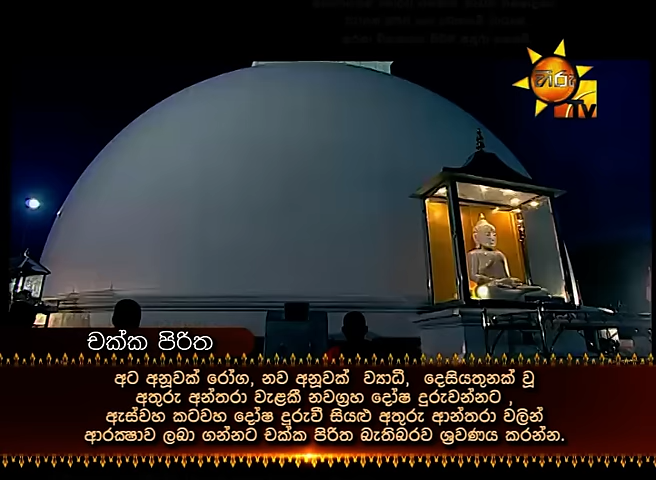 හිරු
TV
චක්ක පිරිත
අට අනූවක් රෝග, නව අනූවක් ව්‍යාධි, දෙසියතුනක් වූ
අතුරු අන්තරා වැළකී නවග්‍රහ දෝෂ දුරුවන්නට ,
ඇස්වහ කටවහ දෝෂ දුරුවී සියළු අතුරු ආන්තරා වලින්
ආරක්‍ෂාව ලබා ගන්නට චක්ක පිරිත බැතිබරව ශ්‍රවණය කරන්න.